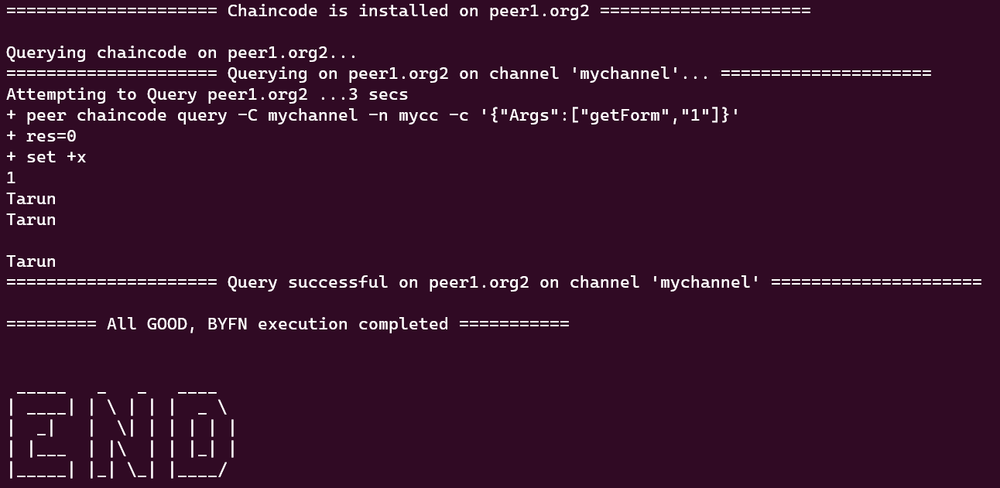 ===================== Chaincode is installed on peer1.org2 =====================

Querying chaincode on peer1.org2...
===================== Querying on peer1.org2 on channel 'mychannel'... =====================
Attempting to Query peer1.org2 ...3 secs
+ peer chaincode query -C mychannel -n mycc -c '{"Args":["getForm","1"]}'
+ res=0
+ set +x
1
Tarun
Tarun

Tarun
===================== Query successful on peer1.org2 on channel 'mychannel' =====================

========= All GOOD, BYFN execution completed ===========


 _____   _   _   ____
| ____| | \ | | |  _ \
|  _|   |  \| | | | | |
| |___  | |\  | | |_| |
|_____| |_| \_| |____/